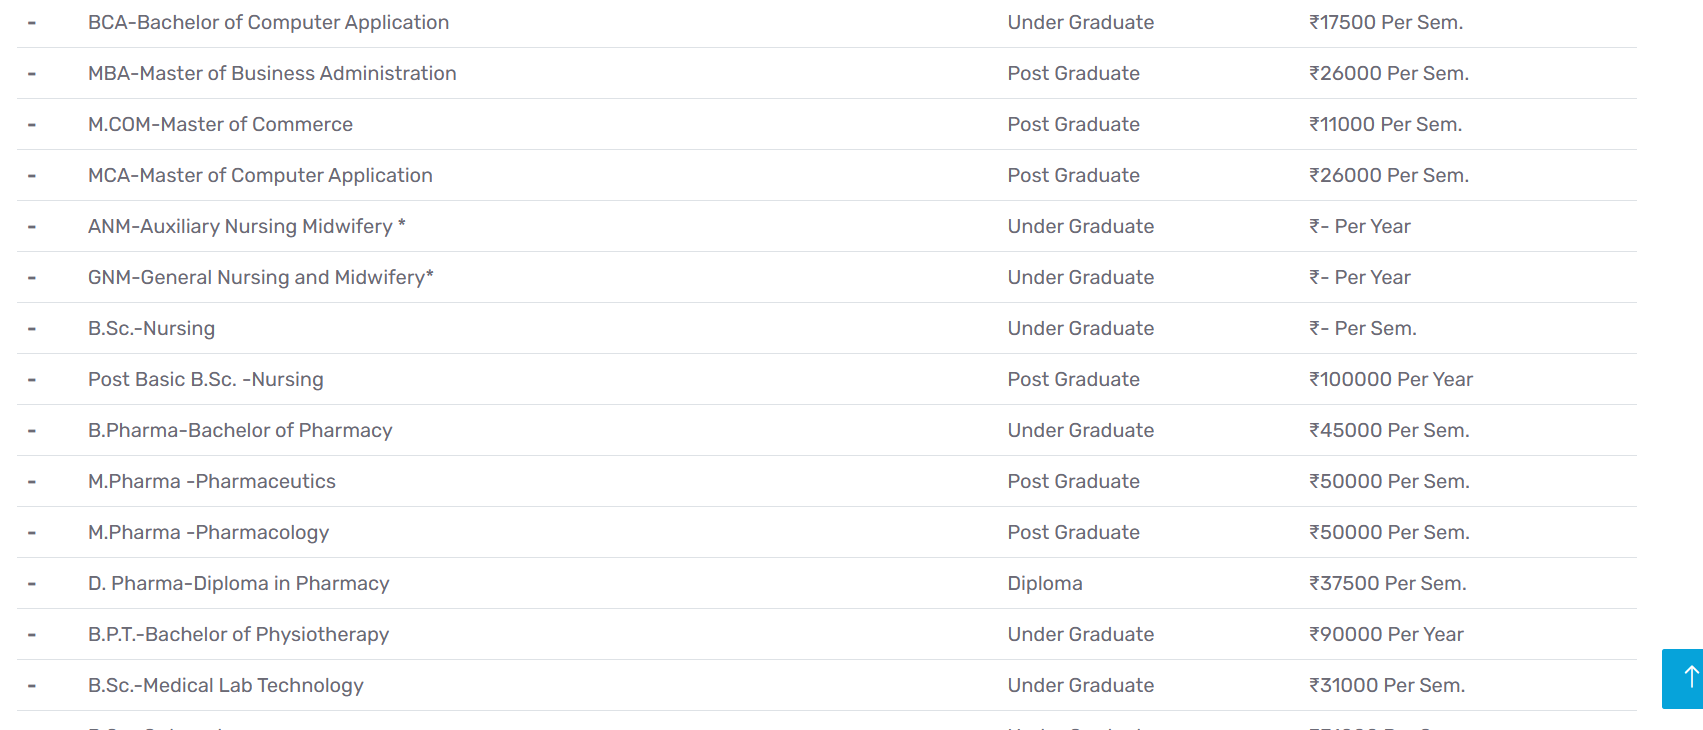 - BCA-Bachelor of Computer Application Under Graduate ₹17500 Per Sem.
- MBA-Master of Business Administration Post Graduate ₹26000 Per Sem.
- M.COM-Master of Commerce Post Graduate ₹11000 Per Sem.
- MCA-Master of Computer Application Post Graduate ₹26000 Per Sem.
- ANM-Auxiliary Nursing Midwifery * Under Graduate ₹- Per Year
- GNM-General Nursing and Midwifery* Under Graduate ₹- Per Year
- B.Sc.-Nursing Under Graduate ₹- Per Sem.
- Post Basic B.Sc. -Nursing Post Graduate ₹100000 Per Year
- B.Pharma-Bachelor of Pharmacy Under Graduate ₹45000 Per Sem.
- M.Pharma -Pharmaceutics Post Graduate ₹50000 Per Sem.
- M.Pharma -Pharmacology Post Graduate ₹50000 Per Sem.
- D. Pharma-Diploma in Pharmacy Diploma ₹37500 Per Sem.
- B.P.T.-Bachelor of Physiotherapy Under Graduate ₹90000 Per Year
- B.Sc.-Medical Lab Technology Under Graduate ₹31000 Per Sem.